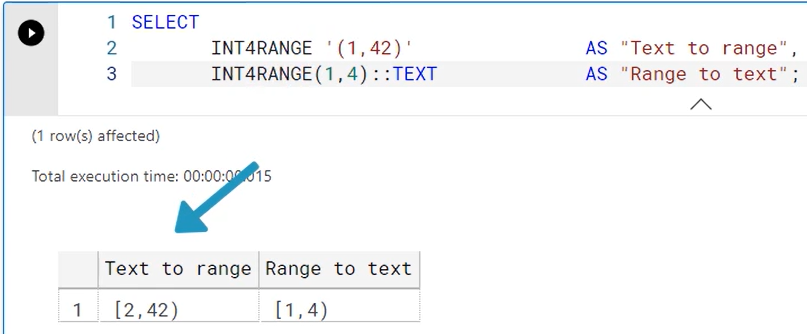 1 SELECT
2 INT4RANGE '(1,42)' AS "Text to range",
3 INT4RANGE(1,4)::TEXT AS "Range to text";
(1 row(s) affected)
Total execution time: 00:00:00.015
Text to range Range to text
1 [2,42) [1,4)